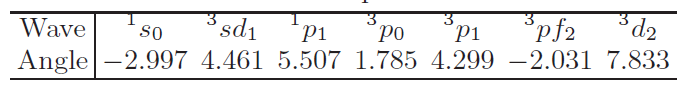 Wave ¹s₀ ³sd₁ ¹p₁ ³p₀ ³p₁ ³pf₂ ³d₂
Angle −2.997 4.461 5.507 1.785 4.299 −2.031 7.833